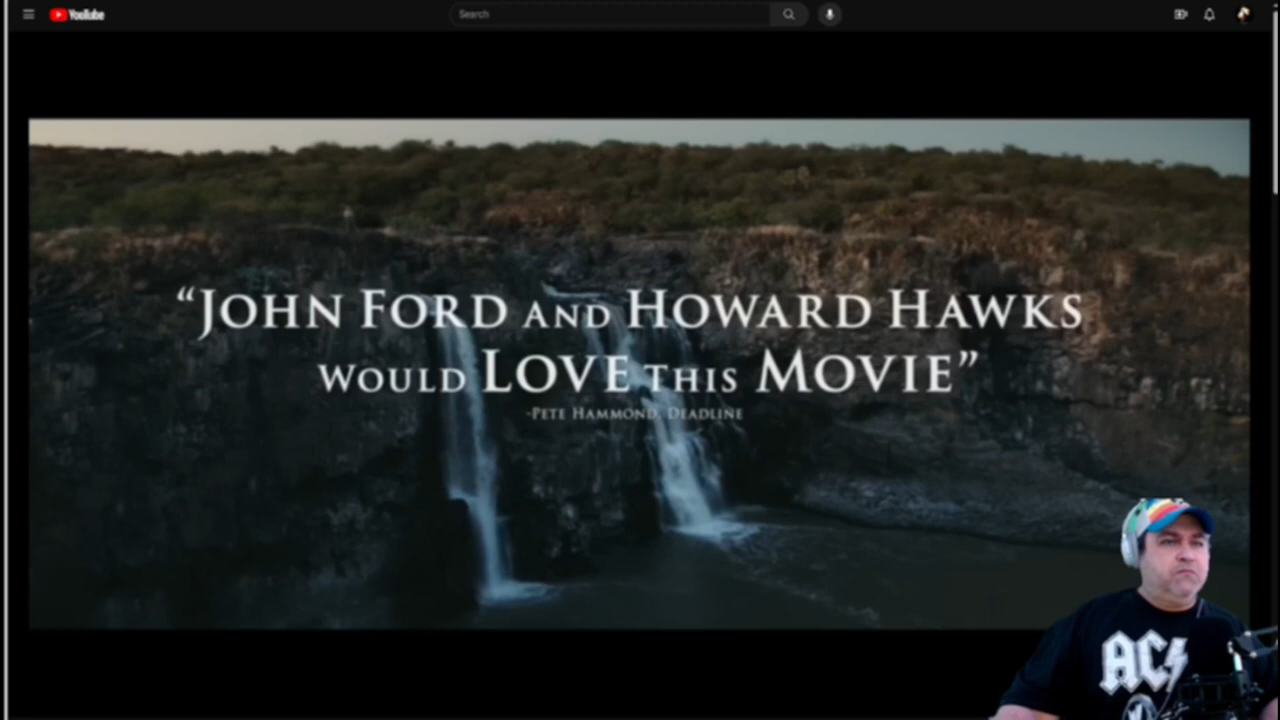 YouTube
Search
“JOHN FORD AND HOWARD HAWKS
WOULD LOVE THIS MOVIE”
-PETE HAMMOND, DEADLINE
AC